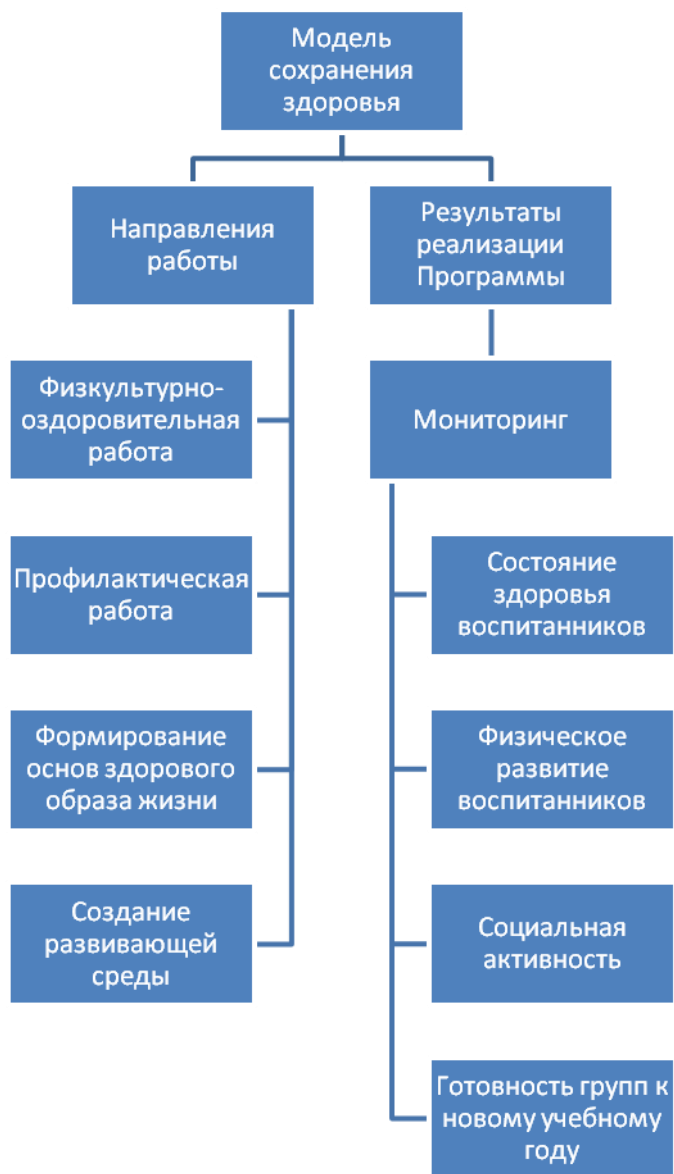 Модель
сохранения
здоровья
Направления
работы
Результаты
реализации
Программы
Физкультурно-
оздоровительная
работа
Мониторинг
Профилактическая
работа
Состояние
здоровья
воспитанников
Формирование
основ здорового
образа жизни
Физическое
развитие
воспитанников
Создание
развивающей
среды
Социальная
активность
Готовность групп к
новому учебному
году